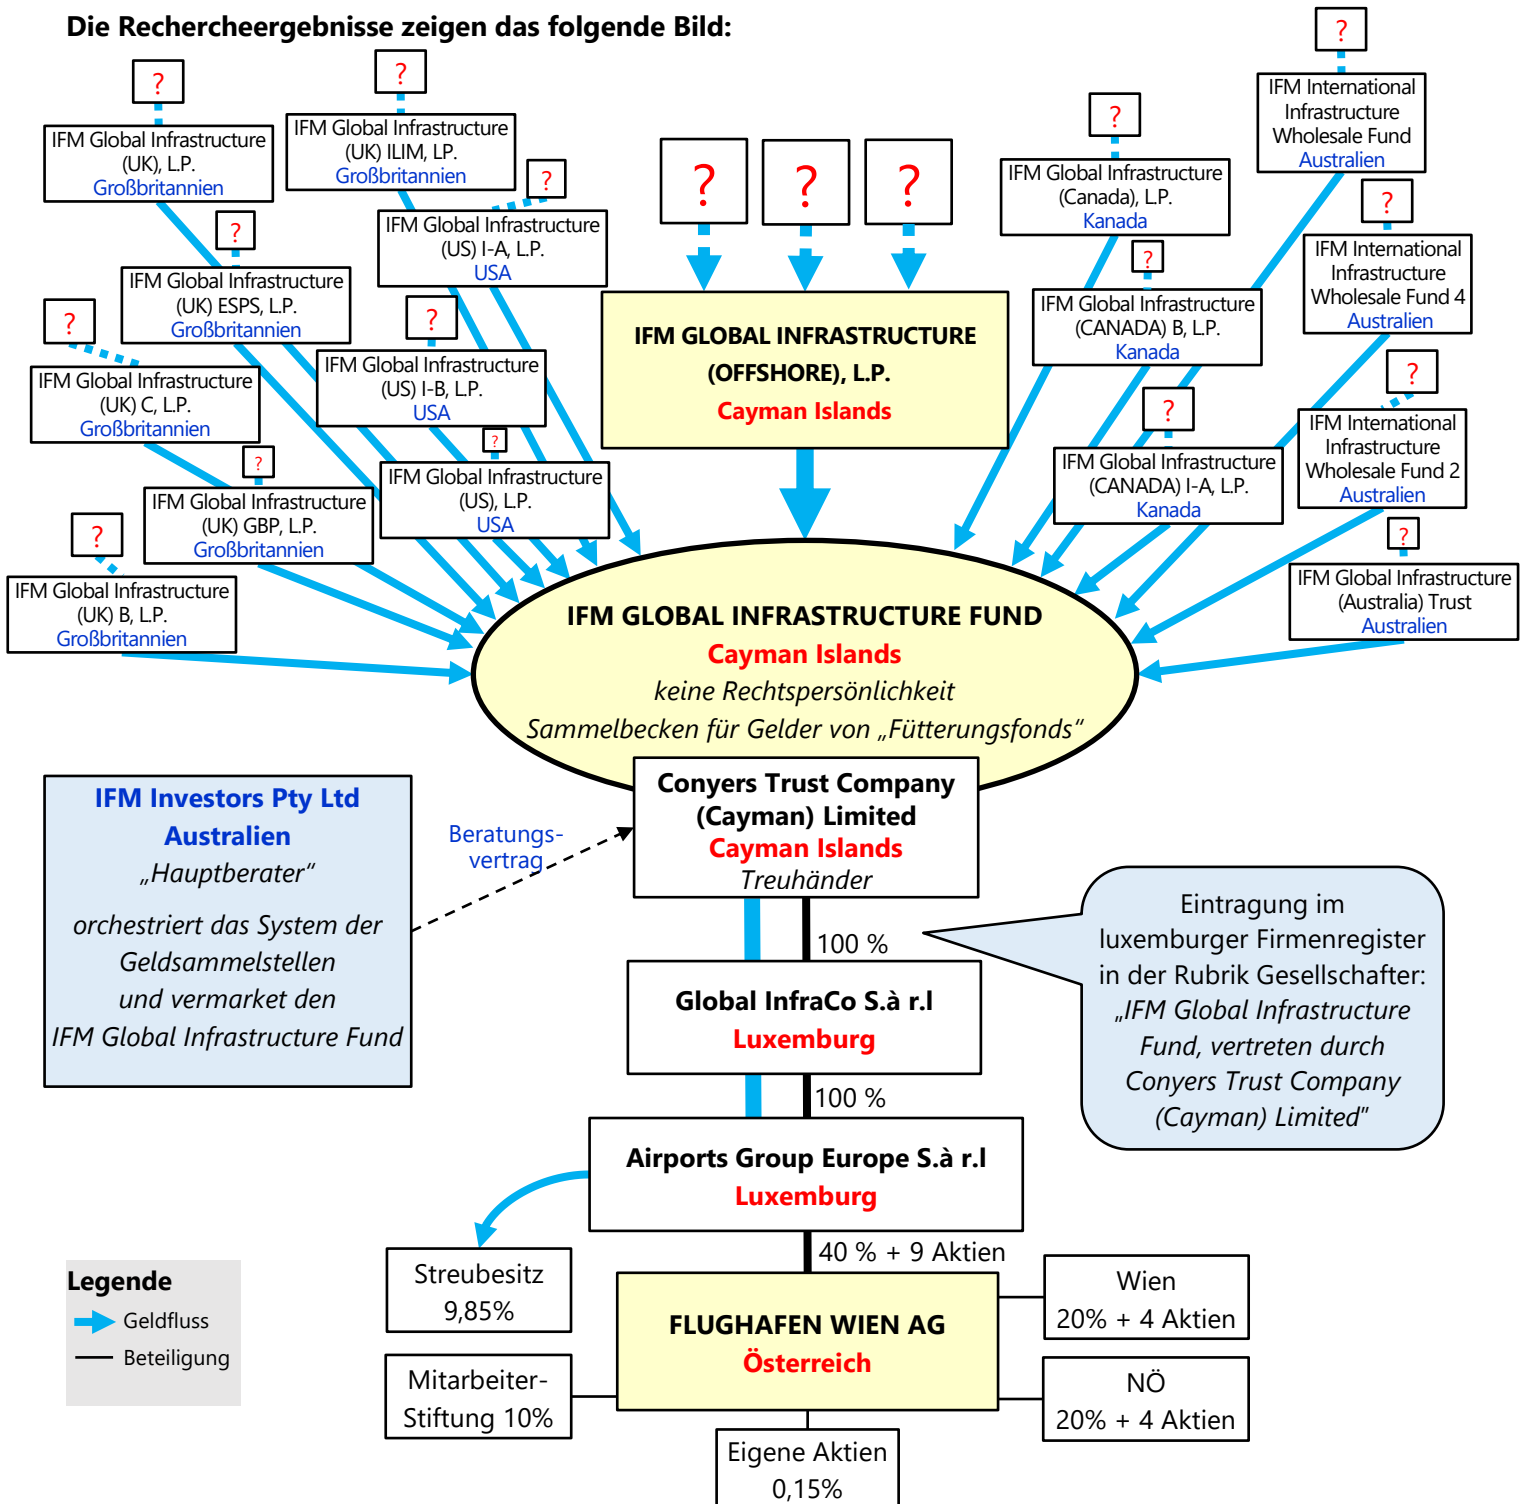 Die Rechercheergebnisse zeigen das folgende Bild:
?
IFM Global Infrastructure
(UK), L.P.
Großbritannien
?
IFM Global Infrastructure
(UK) ILIM, LP.
Großbritannien
?
IFM Global Infrastructure
(US) I-A, L.P.
USA
?
IFM Global Infrastructure
(UK) ESPS, L.P.
Großbritannien
?
IFM Global Infrastructure
(US) I-B, L.P.
USA
?
IFM Global Infrastructure
(UK) C, L.P.
Großbritannien
?
IFM Global Infrastructure
(US), L.P.
USA
?
IFM Global Infrastructure
(UK) GBP, L.P.
Großbritannien
?
IFM Global Infrastructure
(UK) B, L.P.
Großbritannien
? ? ?
IFM GLOBAL INFRASTRUCTURE
(OFFSHORE), L.P.
Cayman Islands
?
IFM Global Infrastructure
(Canada), L.P.
Kanada
?
IFM Global Infrastructure
(CANADA) B, L.P.
Kanada
?
IFM Global Infrastructure
(CANADA) I-A, L.P.
Kanada
?
IFM International
Infrastructure
Wholesale Fund
Australien
?
IFM International
Infrastructure
Wholesale Fund 4
Australien
?
IFM International
Infrastructure
Wholesale Fund 2
Australien
?
IFM Global Infrastructure
(Australia) Trust
Australien
IFM GLOBAL INFRASTRUCTURE FUND
Cayman Islands
keine Rechtspersönlichkeit
Sammelbecken für Gelder von „Fütterungsfonds“
IFM Investors Pty Ltd
Australien
„Hauptberater“
orchestriert das System der
Geldsammelstellen
und vermarket den
IFM Global Infrastructure Fund
Beratungs-
vertrag
Conyers Trust Company
(Cayman) Limited
Cayman Islands
Treuhänder
100 %
Eintragung im
luxemburger Firmenregister
in der Rubrik Gesellschafter:
„IFM Global Infrastructure
Fund, vertreten durch
Conyers Trust Company
(Cayman) Limited"
Global InfraCo S.à r.l
Luxemburg
100 %
Airports Group Europe S.à r.l
Luxemburg
40 % + 9 Aktien
Streubesitz
9,85%
FLUGHAFEN WIEN AG
Österreich
Wien
20% + 4 Aktien
Mitarbeiter-
Stiftung 10%
NÖ
20% + 4 Aktien
Eigene Aktien
0,15%
Legende
Geldfluss
Beteiligung